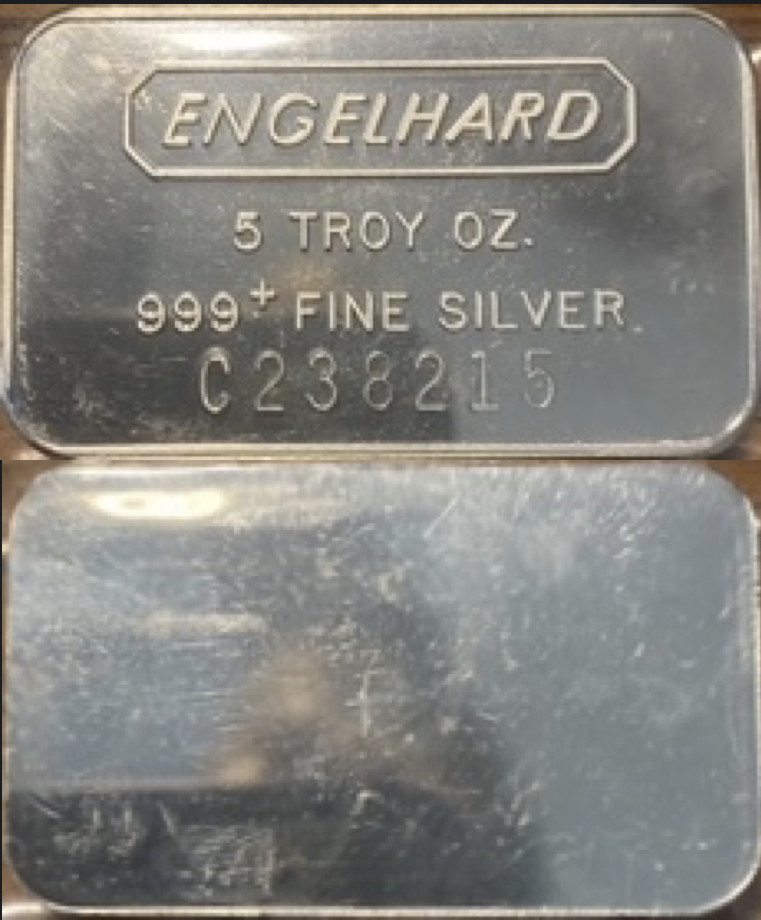 ENGELHARD
5 TROY OZ.
999+ FINE SILVER
C238215